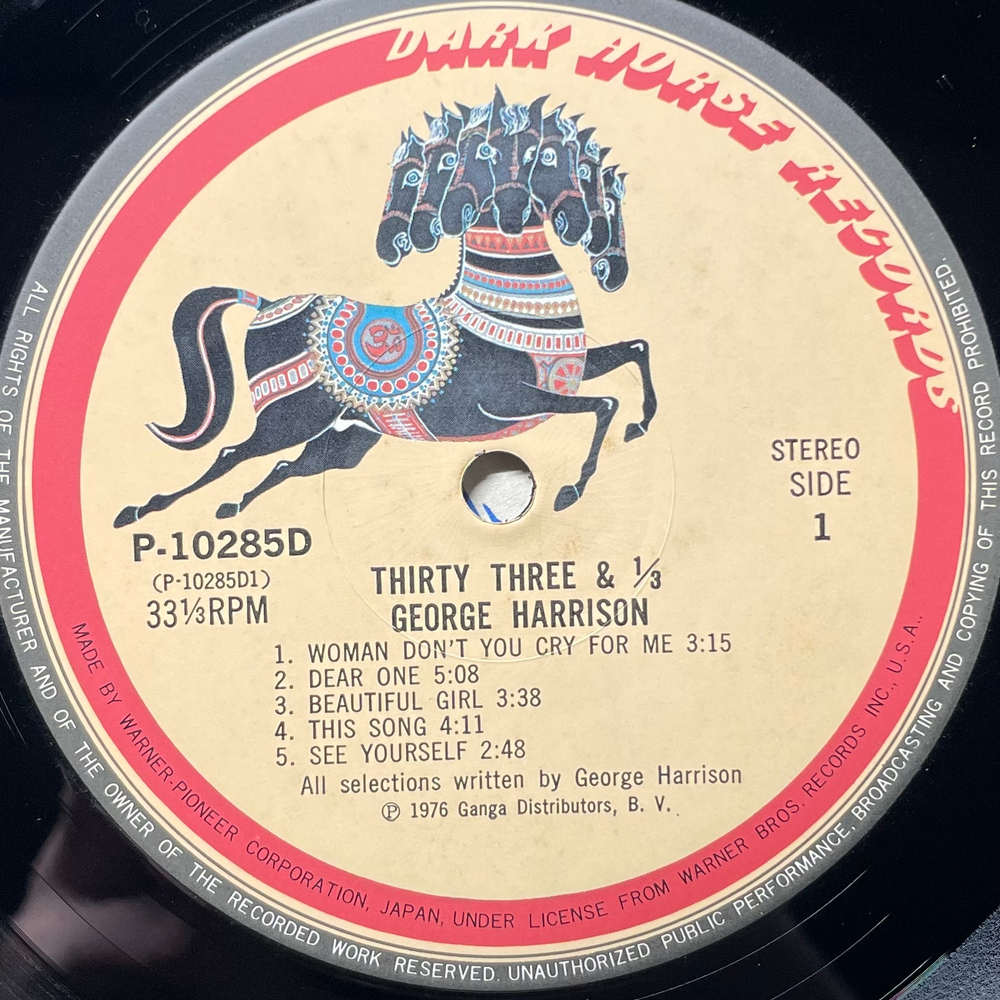 DARK HORSE RECORDS
ॐ
STEREO
SIDE
1
P-10285D
(P-10285D1)
33⅓RPM
THIRTY THREE & ⅓
GEORGE HARRISON
1. WOMAN DON'T YOU CRY FOR ME 3:15
2. DEAR ONE 5:08
3. BEAUTIFUL GIRL 3:38
4. THIS SONG 4:11
5. SEE YOURSELF 2:48
All selections written by George Harrison
Ⓟ 1976 Ganga Distributors, B. V.
MADE BY WARNER-PIONEER CORPORATION, JAPAN, UNDER LICENSE FROM WARNER BROS. RECORDS INC., U.S.A..
ALL RIGHTS OF THE MANUFACTURER AND OF THE OWNER OF THE RECORDED WORK RESERVED. UNAUTHORIZED PUBLIC PERFORMANCE, BROADCASTING AND COPYING OF THIS RECORD PROHIBITED.